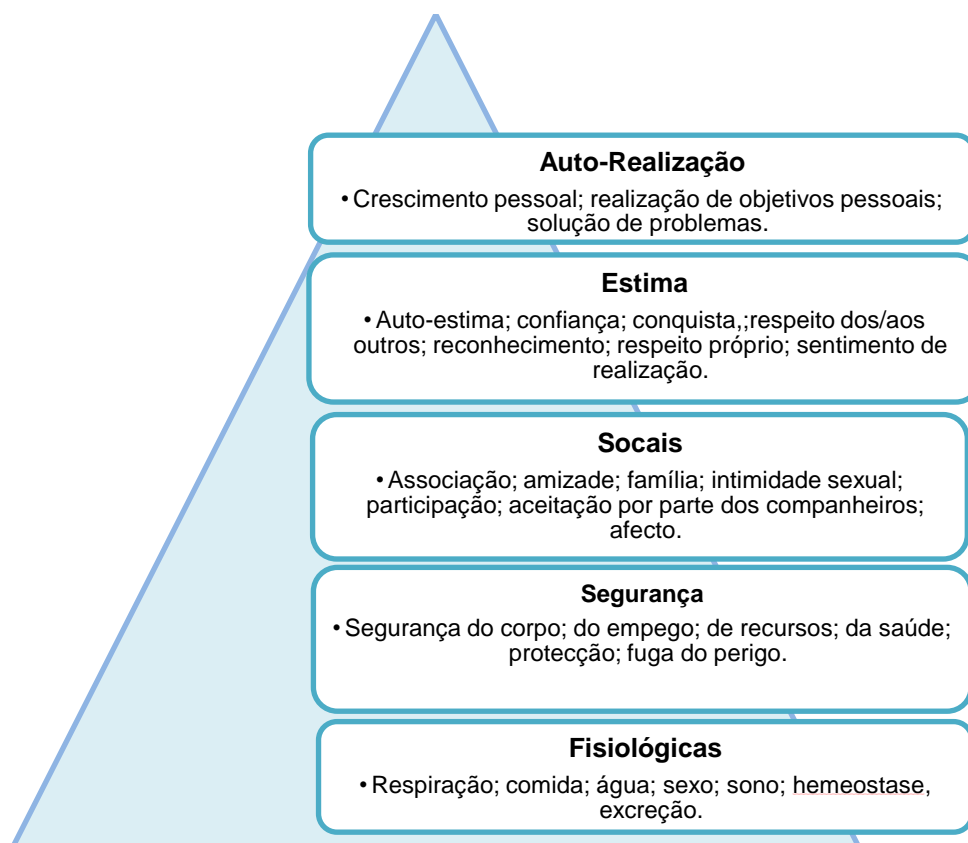 Auto-Realização
• Crescimento pessoal; realização de objetivos pessoais;
solução de problemas.
Estima
• Auto-estima; confiança; conquista,;respeito dos/aos
outros; reconhecimento; respeito próprio; sentimento de
realização.
Socais
• Associação; amizade; família; intimidade sexual;
participação; aceitação por parte dos companheiros;
afecto.
Segurança
• Segurança do corpo; do empego; de recursos; da saúde;
protecção; fuga do perigo.
Fisiológicas
• Respiração; comida; água; sexo; sono; hemeostase,
excreção.